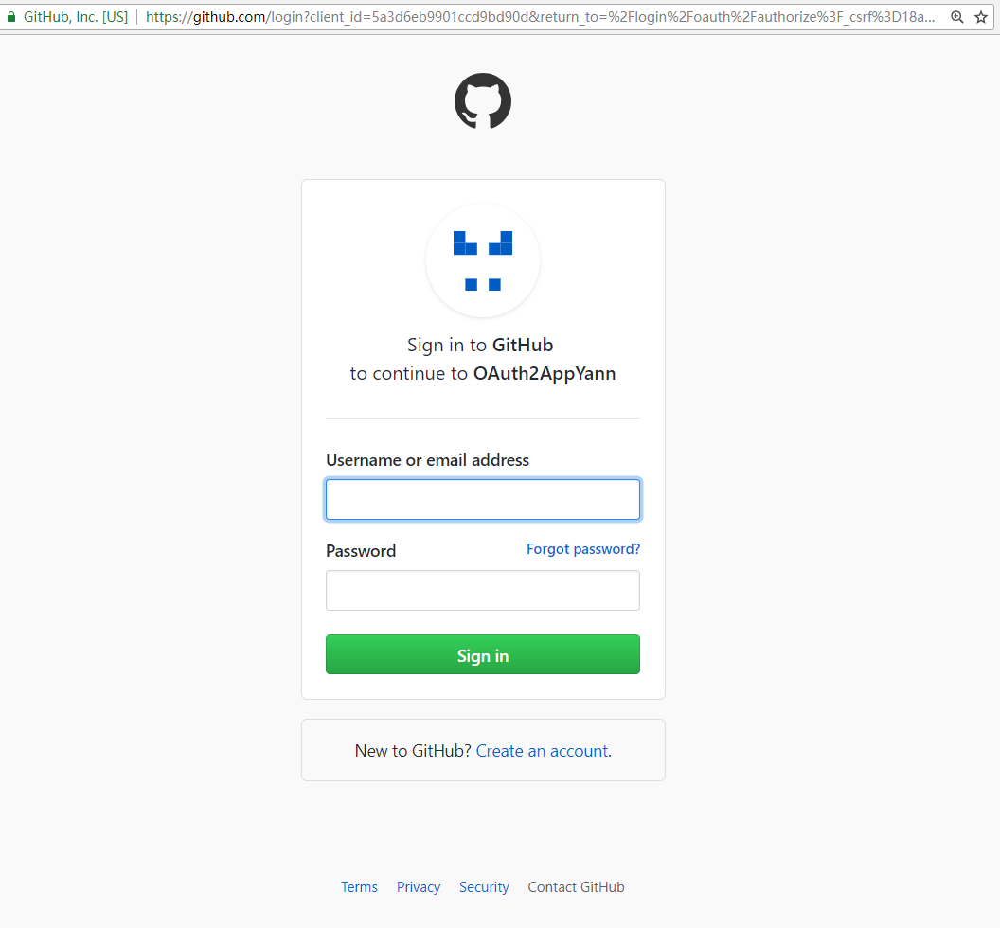 GitHub, Inc. [US] https://github.com/login?client_id=5a3d6eb9901ccd9bd90d&return_to=%2Flogin%2Foauth%2Fauthorize%3F_csrf%3D18a...
Sign in to GitHub
to continue to OAuth2AppYann
Username or email address
Password Forgot password?
Sign in
New to GitHub? Create an account.
Terms Privacy Security Contact GitHub